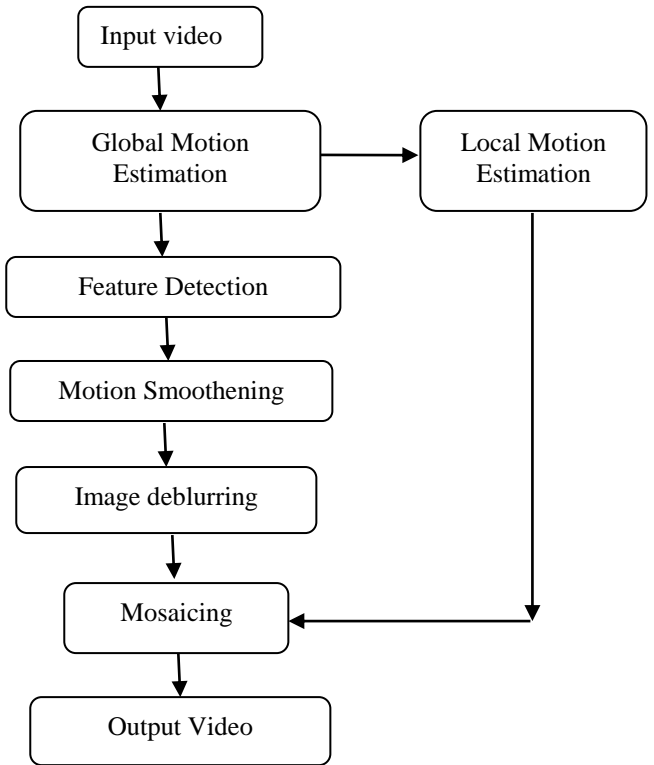 Input video
Global Motion
Estimation
Local Motion
Estimation
Feature Detection
Motion Smoothening
Image deblurring
Mosaicing
Output Video